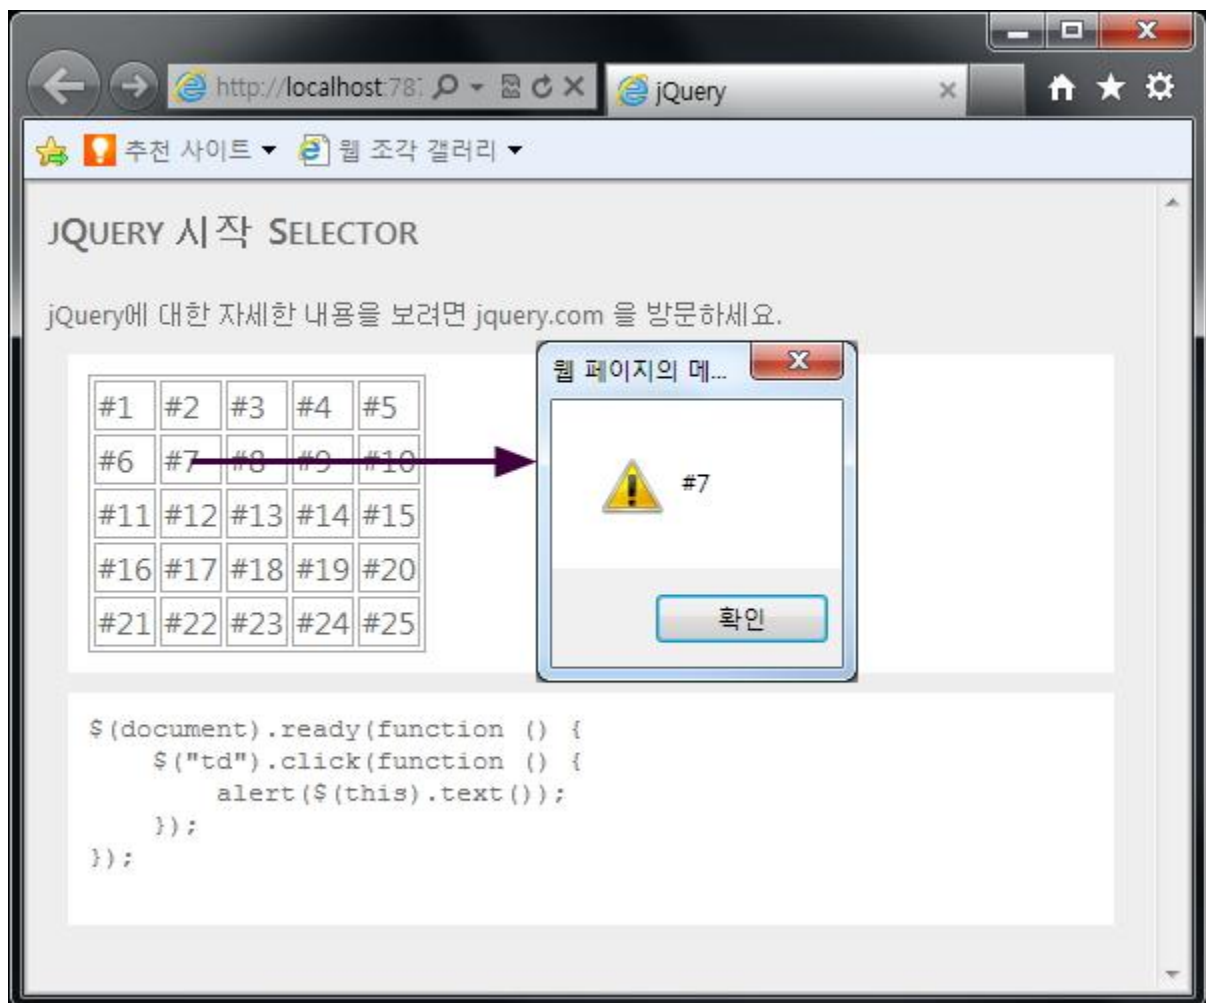 http://localhost:787
jQuery
추천 사이트
웹 조각 갤러리
JQUERY 시작 SELECTOR
jQuery에 대한 자세한 내용을 보려면 jquery.com 을 방문하세요.
#1 #2 #3 #4 #5
#6 #7 #8 #9 #10
#11 #12 #13 #14 #15
#16 #17 #18 #19 #20
#21 #22 #23 #24 #25
웹 페이지의 메...
#7
확인
$(document).ready(function () {
$("td").click(function () {
alert($(this).text());
});
});